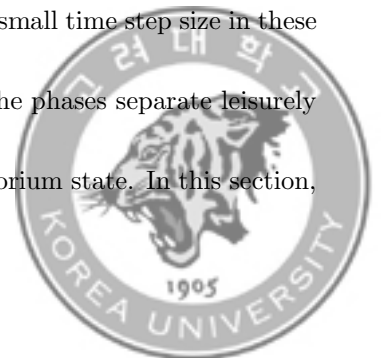 small time step size in these
고려대학교
he phases separate leisurely
orium state. In this section,
1905
KOREA UNIVERSITY